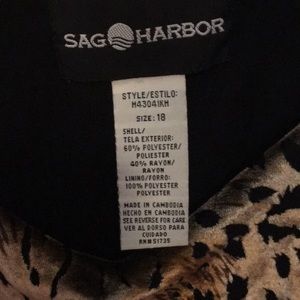 SAG HARBOR
STYLE/ESTILO:
H43041KH
SIZE: 18
SHELL/
TELA EXTERIOR:
60% POLYESTER/
POLIESTER
40% RAYON/
RAYON
LINING/FORRO:
100% POLYESTER/
POLIESTER
MADE IN CAMBODIA
HECHO EN CAMBODIA
SEE REVERSE FOR CARE
VER AL DORSO PARA
CUIDADO
RN#51735